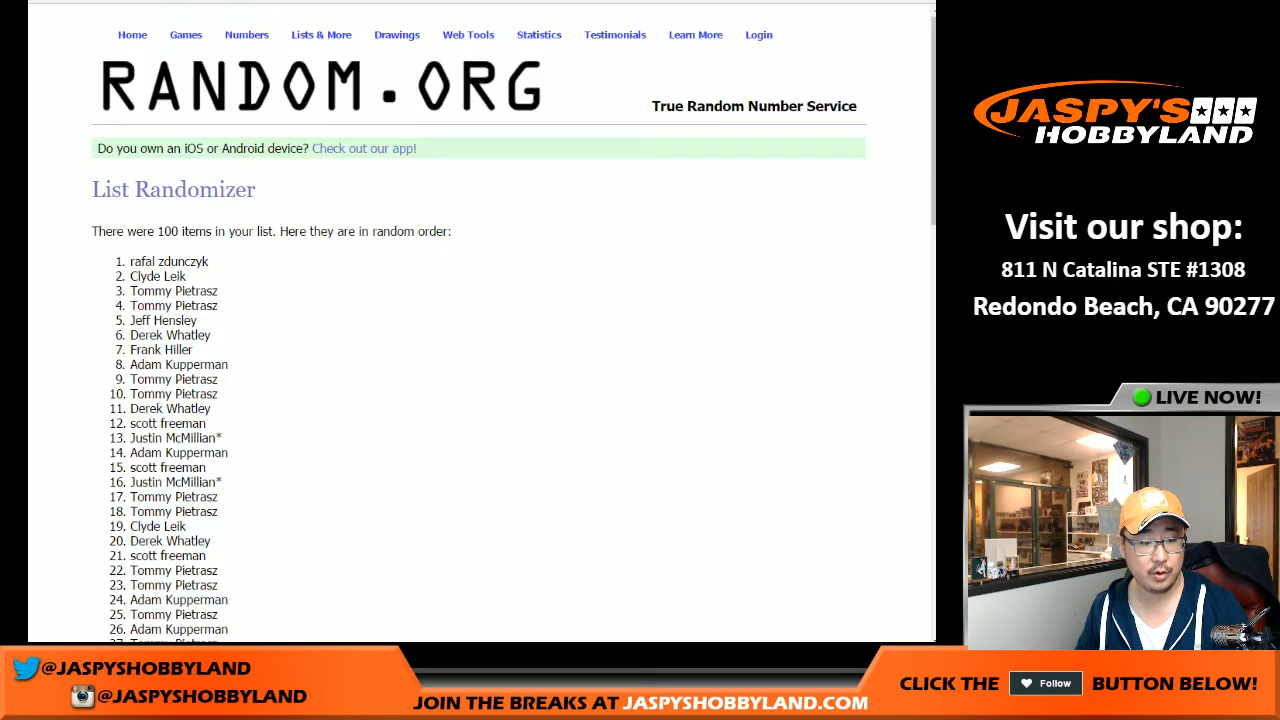 Home Games Numbers Lists & More Drawings Web Tools Statistics Testimonials Learn More Login
RANDOM.ORG
True Random Number Service
Do you own an iOS or Android device? Check out our app!
List Randomizer
There were 100 items in your list. Here they are in random order:
1. rafal zdunczyk
2. Clyde Leik
3. Tommy Pietrasz
4. Tommy Pietrasz
5. Jeff Hensley
6. Derek Whatley
7. Frank Hiller
8. Adam Kupperman
9. Tommy Pietrasz
10. Tommy Pietrasz
11. Derek Whatley
12. scott freeman
13. Justin McMillian*
14. Adam Kupperman
15. scott freeman
16. Justin McMillian*
17. Tommy Pietrasz
18. Tommy Pietrasz
19. Clyde Leik
20. Derek Whatley
21. scott freeman
22. Tommy Pietrasz
23. Tommy Pietrasz
24. Adam Kupperman
25. Tommy Pietrasz
26. Adam Kupperman
JASPY'S
HOBBYLAND
Visit our shop:
811 N Catalina STE #1308
Redondo Beach, CA 90277
LIVE NOW!
@JASPYSHOBBYLAND
@JASPYSHOBBYLAND
JOIN THE BREAKS AT JASPYSHOBBYLAND.COM
CLICK THE Follow BUTTON BELOW!